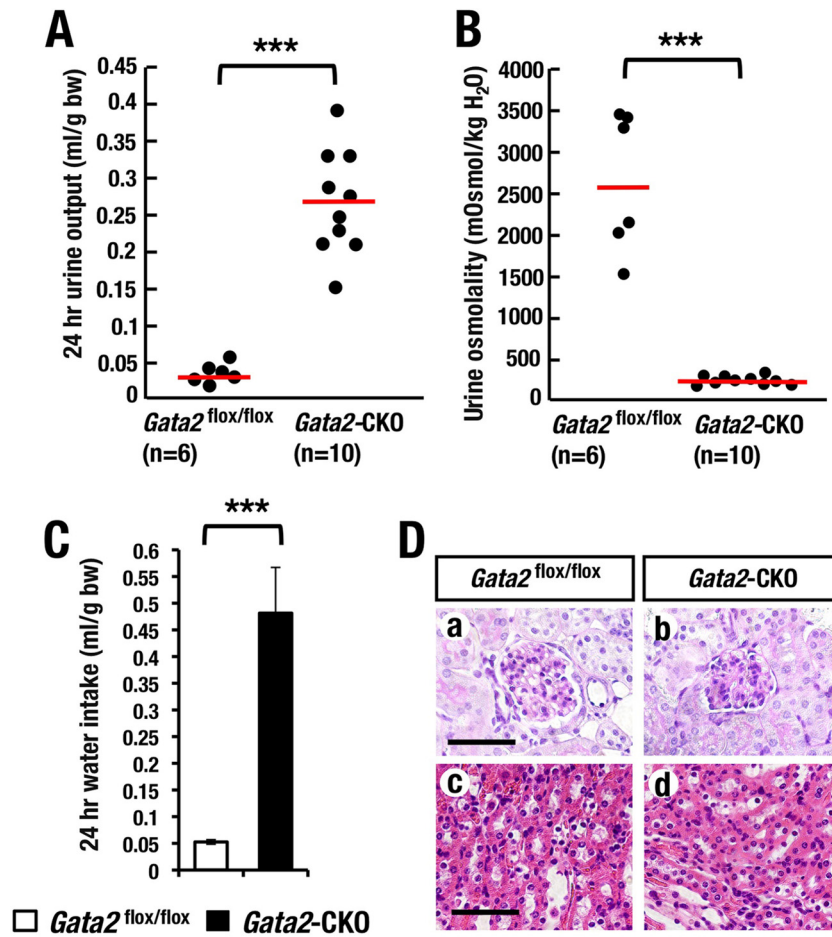 A
24 hr urine output (ml/g bw)
***
0.45
0.4
0.35
0.3
0.25
0.2
0.15
0.1
0.05
0
Gata2 flox/flox
(n=6)
Gata2-CKO
(n=10)
B
Urine osmolality (mOsmol/kg H₂O)
***
4000
3500
3000
2500
2000
1500
1000
500
0
Gata2 flox/flox
(n=6)
Gata2-CKO
(n=10)
C
24 hr water intake (ml/g bw)
***
0.6
0.55
0.5
0.45
0.4
0.35
0.3
0.25
0.2
0.15
0.1
0.05
0
Gata2 flox/flox
Gata2-CKO
D
Gata2 flox/flox
Gata2-CKO
a
b
c
d